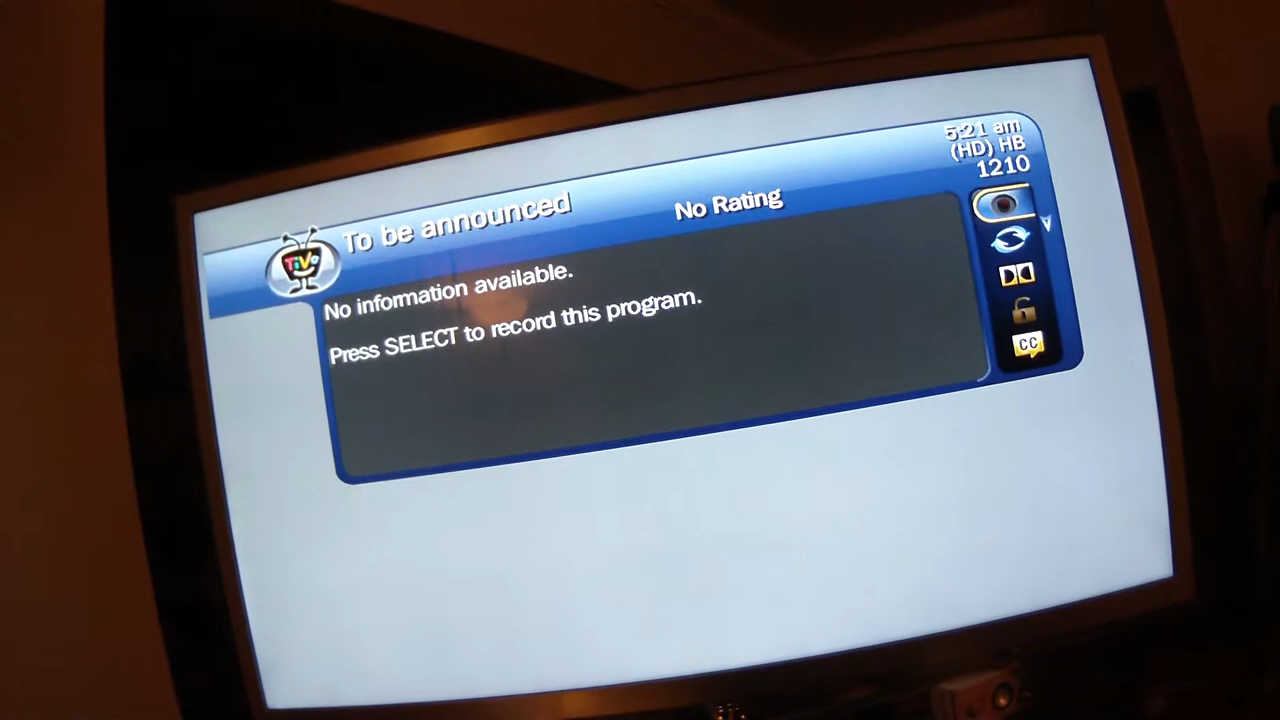 5:21 am
(HD) HB
1210
To be announced
No Rating
TiVo
No information available.
Press SELECT to record this program.
CC